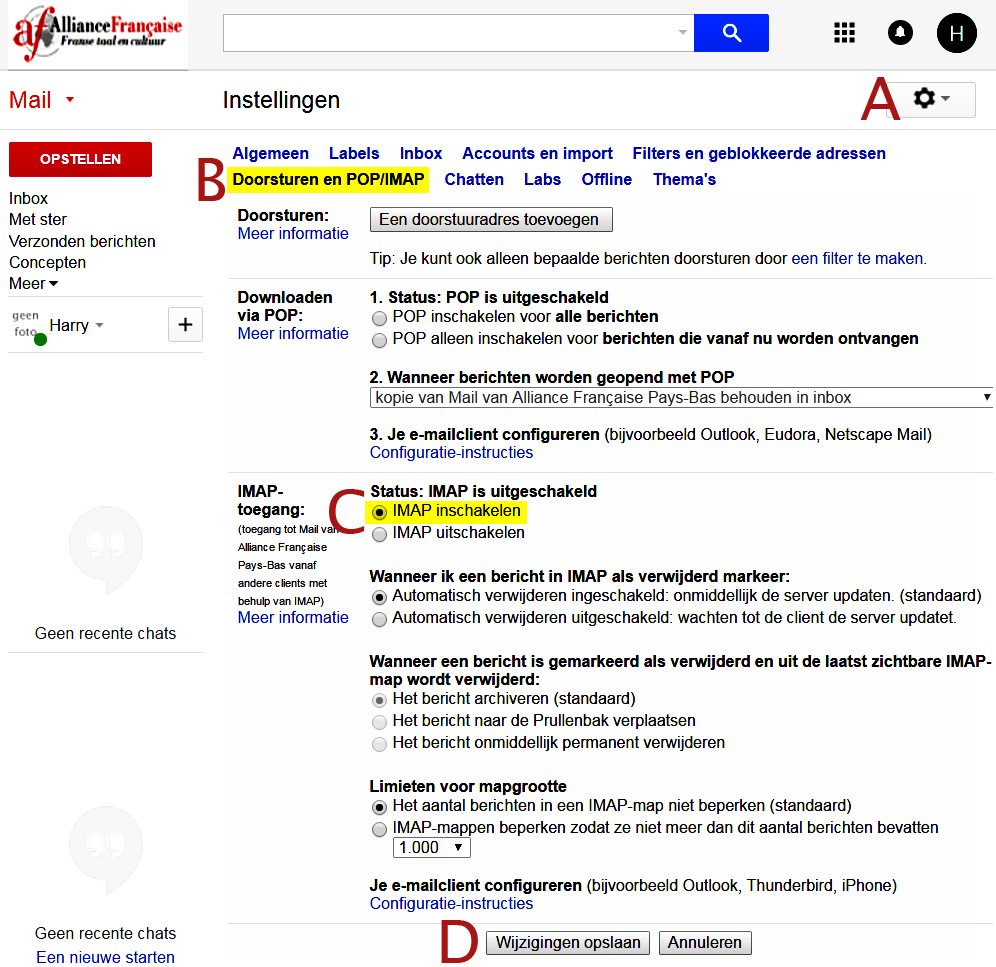 AllianceFrançaise
Franse taal en cultuur
H
Mail
Instellingen
A
OPSTELLEN
Inbox
Met ster
Verzonden berichten
Concepten
Meer
geen
foto
Harry
+
Geen recente chats
Geen recente chats
Een nieuwe starten
Algemeen Labels Inbox Accounts en import Filters en geblokkeerde adressen
B
Doorsturen en POP/IMAP Chatten Labs Offline Thema's
Doorsturen:
Meer informatie
Een doorstuuradres toevoegen
Tip: Je kunt ook alleen bepaalde berichten doorsturen door een filter te maken.
Downloaden
via POP:
Meer informatie
1. Status: POP is uitgeschakeld
POP inschakelen voor alle berichten
POP alleen inschakelen voor berichten die vanaf nu worden ontvangen
2. Wanneer berichten worden geopend met POP
kopie van Mail van Alliance Française Pays-Bas behouden in inbox
3. Je e-mailclient configureren (bijvoorbeeld Outlook, Eudora, Netscape Mail)
Configuratie-instructies
IMAP-
toegang:
(toegang tot Mail van
Alliance Française
Pays-Bas vanaf
andere clients met
behulp van IMAP)
Meer informatie
C
Status: IMAP is uitgeschakeld
IMAP inschakelen
IMAP uitschakelen
Wanneer ik een bericht in IMAP als verwijderd markeer:
Automatisch verwijderen ingeschakeld: onmiddellijk de server updaten. (standaard)
Automatisch verwijderen uitgeschakeld: wachten tot de client de server updatet.
Wanneer een bericht is gemarkeerd als verwijderd en uit de laatst zichtbare IMAP-
map wordt verwijderd:
Het bericht archiveren (standaard)
Het bericht naar de Prullenbak verplaatsen
Het bericht onmiddellijk permanent verwijderen
Limieten voor mapgrootte
Het aantal berichten in een IMAP-map niet beperken (standaard)
IMAP-mappen beperken zodat ze niet meer dan dit aantal berichten bevatten
1.000
Je e-mailclient configureren (bijvoorbeeld Outlook, Thunderbird, iPhone)
Configuratie-instructies
D
Wijzigingen opslaan Annuleren